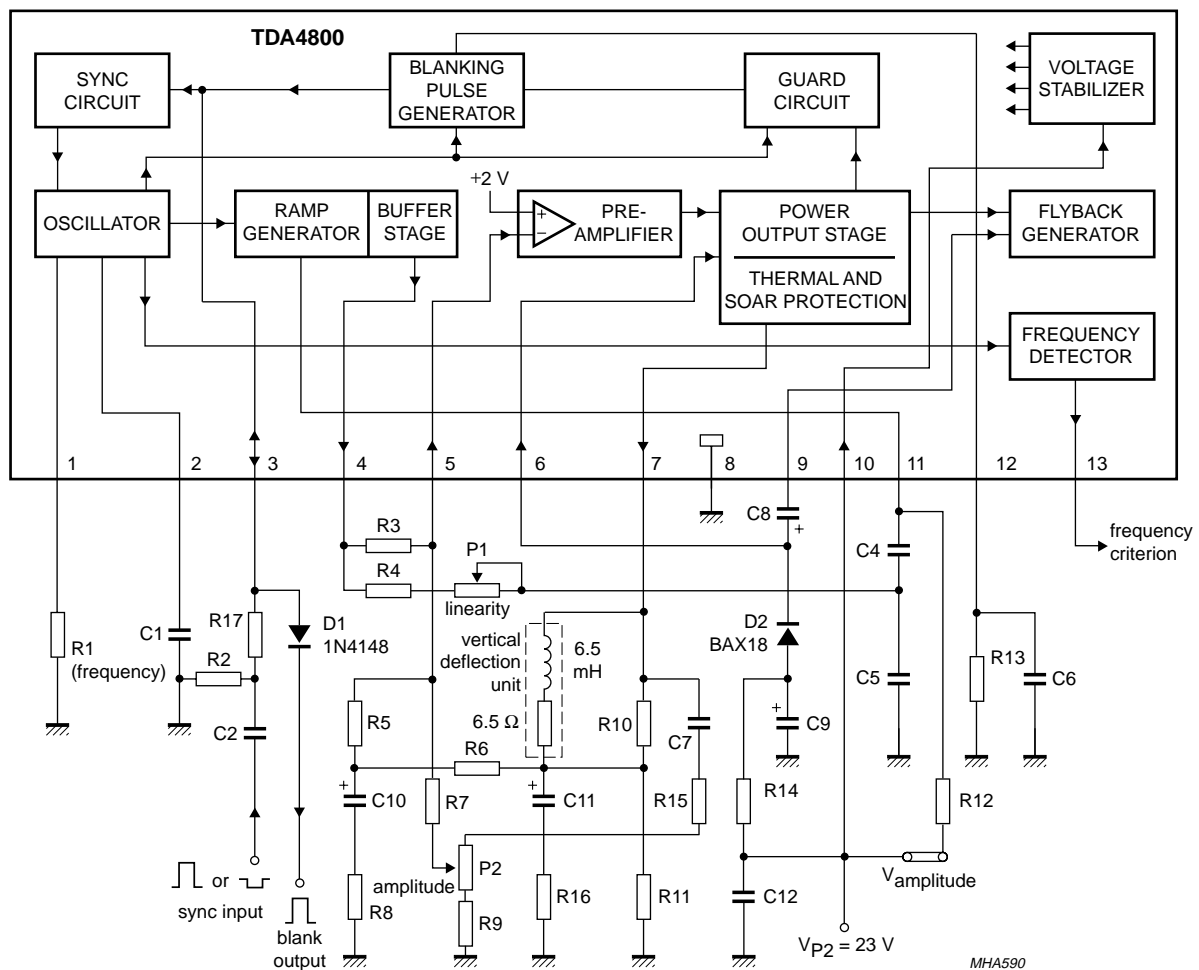 TDA4800
SYNC
CIRCUIT
BLANKING
PULSE
GENERATOR
GUARD
CIRCUIT
VOLTAGE
STABILIZER
+2 V
OSCILLATOR
RAMP
GENERATOR
BUFFER
STAGE
+
−
PRE-
AMPLIFIER
POWER
OUTPUT STAGE
THERMAL AND
SOAR PROTECTION
FLYBACK
GENERATOR
FREQUENCY
DETECTOR
1 2 3 4 5 6 7 8 9 10 11 12 13
C8
+
R3
P1
R4
linearity
C4
frequency
criterion
R1
(frequency)
C1
R17
D1
1N4148
R2
C2
vertical
deflection
unit
6.5
mH
6.5 Ω
D2
BAX18
R13
C6
C5
R5
R10
C7
+
C9
R6
+
C10
R7
+
C11
R15
R14
R12
or
sync input
blank
output
R8
amplitude
P2
R9
R16
R11
C12
Vamplitude
VP2 = 23 V
MHA590